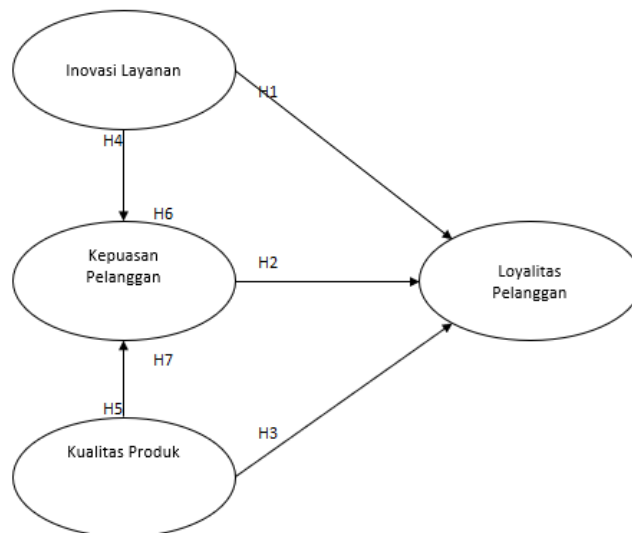 Inovasi Layanan
H1
H4
H6
Kepuasan
Pelanggan
H2
Loyalitas
Pelanggan
H7
H5
H3
Kualitas Produk